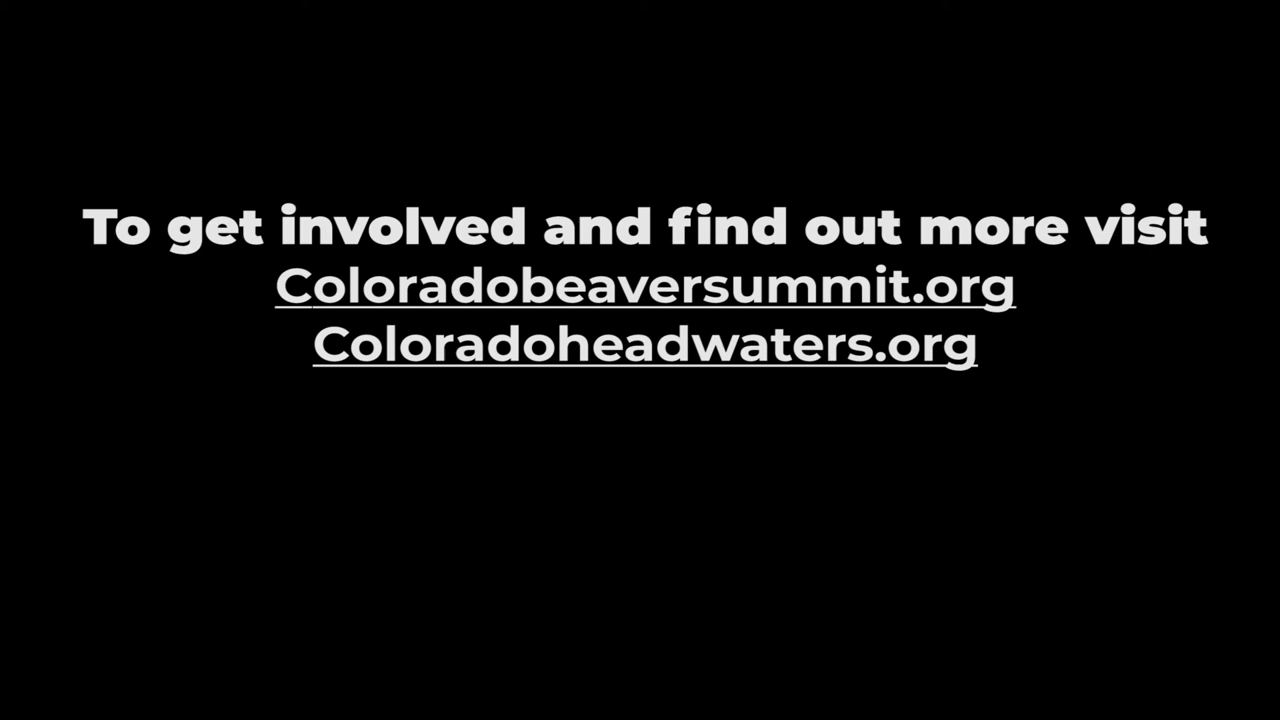 To get involved and find out more visit
Coloradobeaversummit.org
Coloradoheadwaters.org